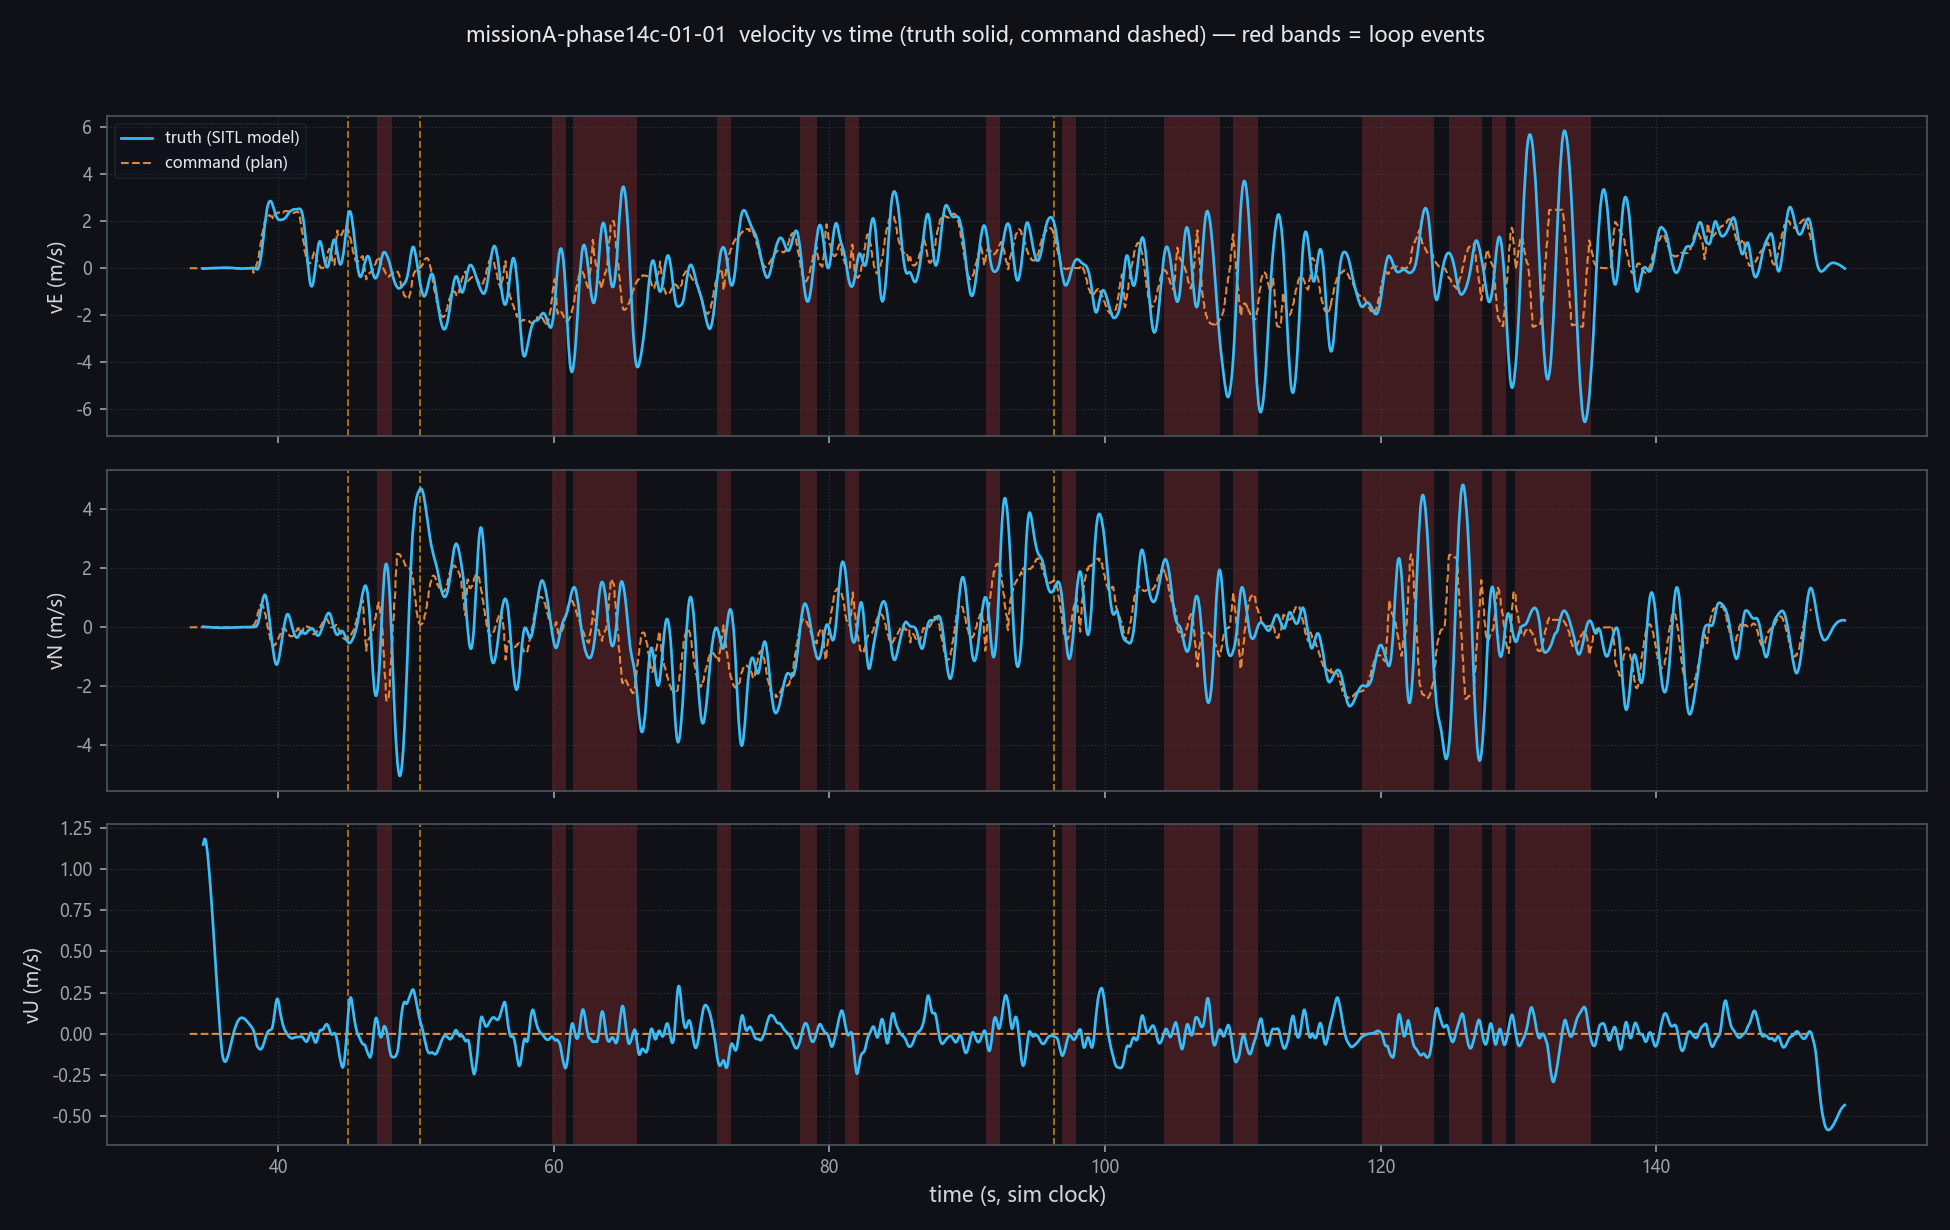 missionA-phase14c-01-01  velocity vs time (truth solid, command dashed) — red bands = loop events
truth (SITL model)
command (plan)
vE (m/s)
6
4
2
0
-2
-4
-6
vN (m/s)
4
2
0
-2
-4
vU (m/s)
1.25
1.00
0.75
0.50
0.25
0.00
-0.25
-0.50
40 60 80 100 120 140
time (s, sim clock)